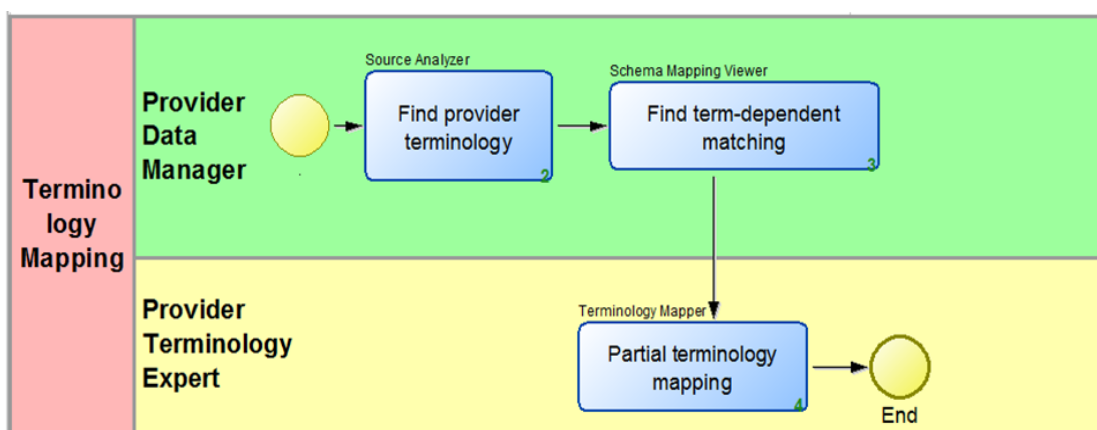 Termino
logy
Mapping
Provider
Data
Manager
Source Analyzer
Find provider
terminology
2
Schema Mapping Viewer
Find term-dependent
matching
3
Provider
Terminology
Expert
Terminology Mapper
Partial terminology
mapping
4
End